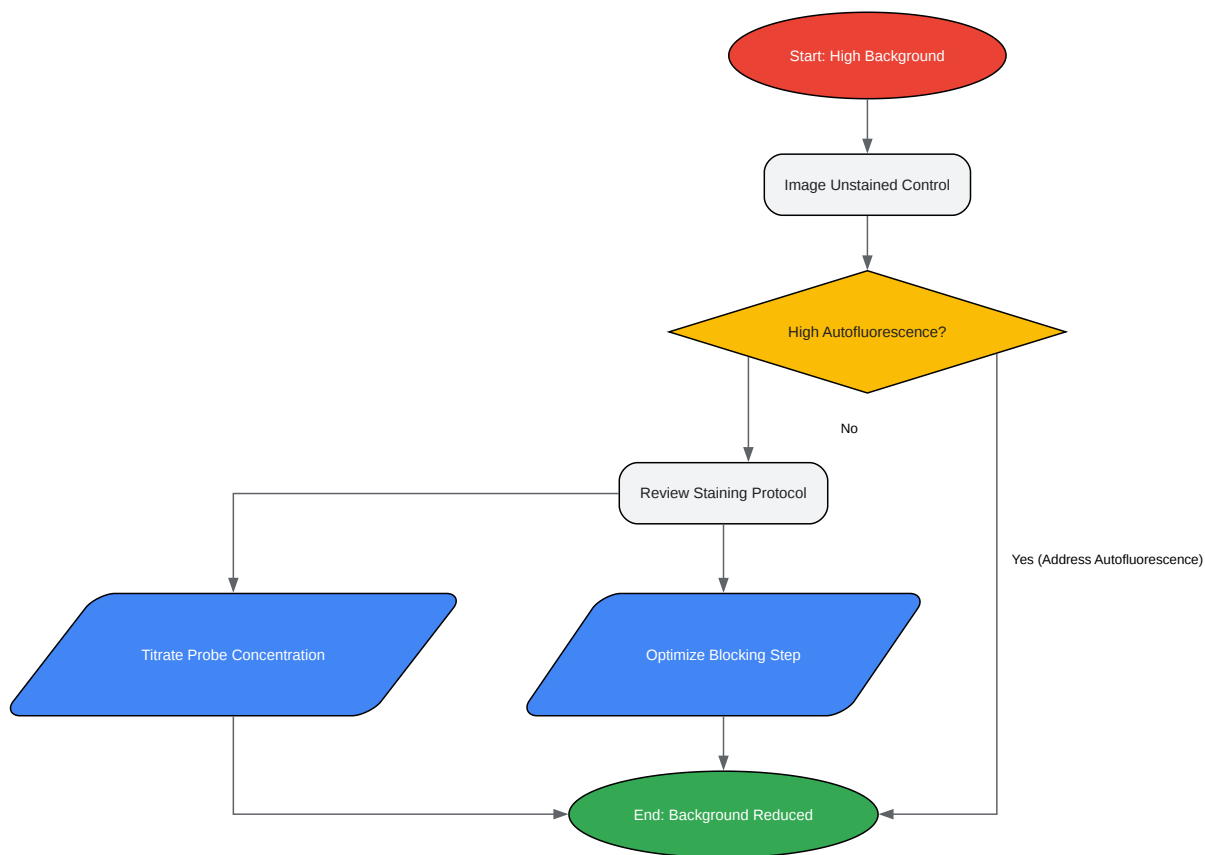 Start: High Background
Image Unstained Control
High Autofluorescence?
No
Review Staining Protocol
Yes (Address Autofluorescence)
Titrate Probe Concentration
Optimize Blocking Step
End: Background Reduced